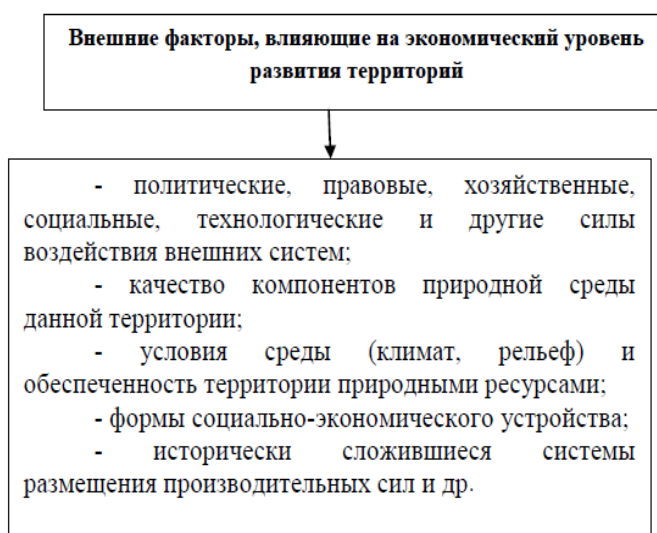 Внешние факторы, влияющие на экономический уровень
развития территорий
- политические, правовые, хозяйственные,
социальные, технологические и другие силы
воздействия внешних систем;
- качество компонентов природной среды
данной территории;
- условия среды (климат, рельеф) и
обеспеченность территории природными ресурсами;
- формы социально-экономического устройства;
- исторически сложившиеся системы
размещения производительных сил и др.